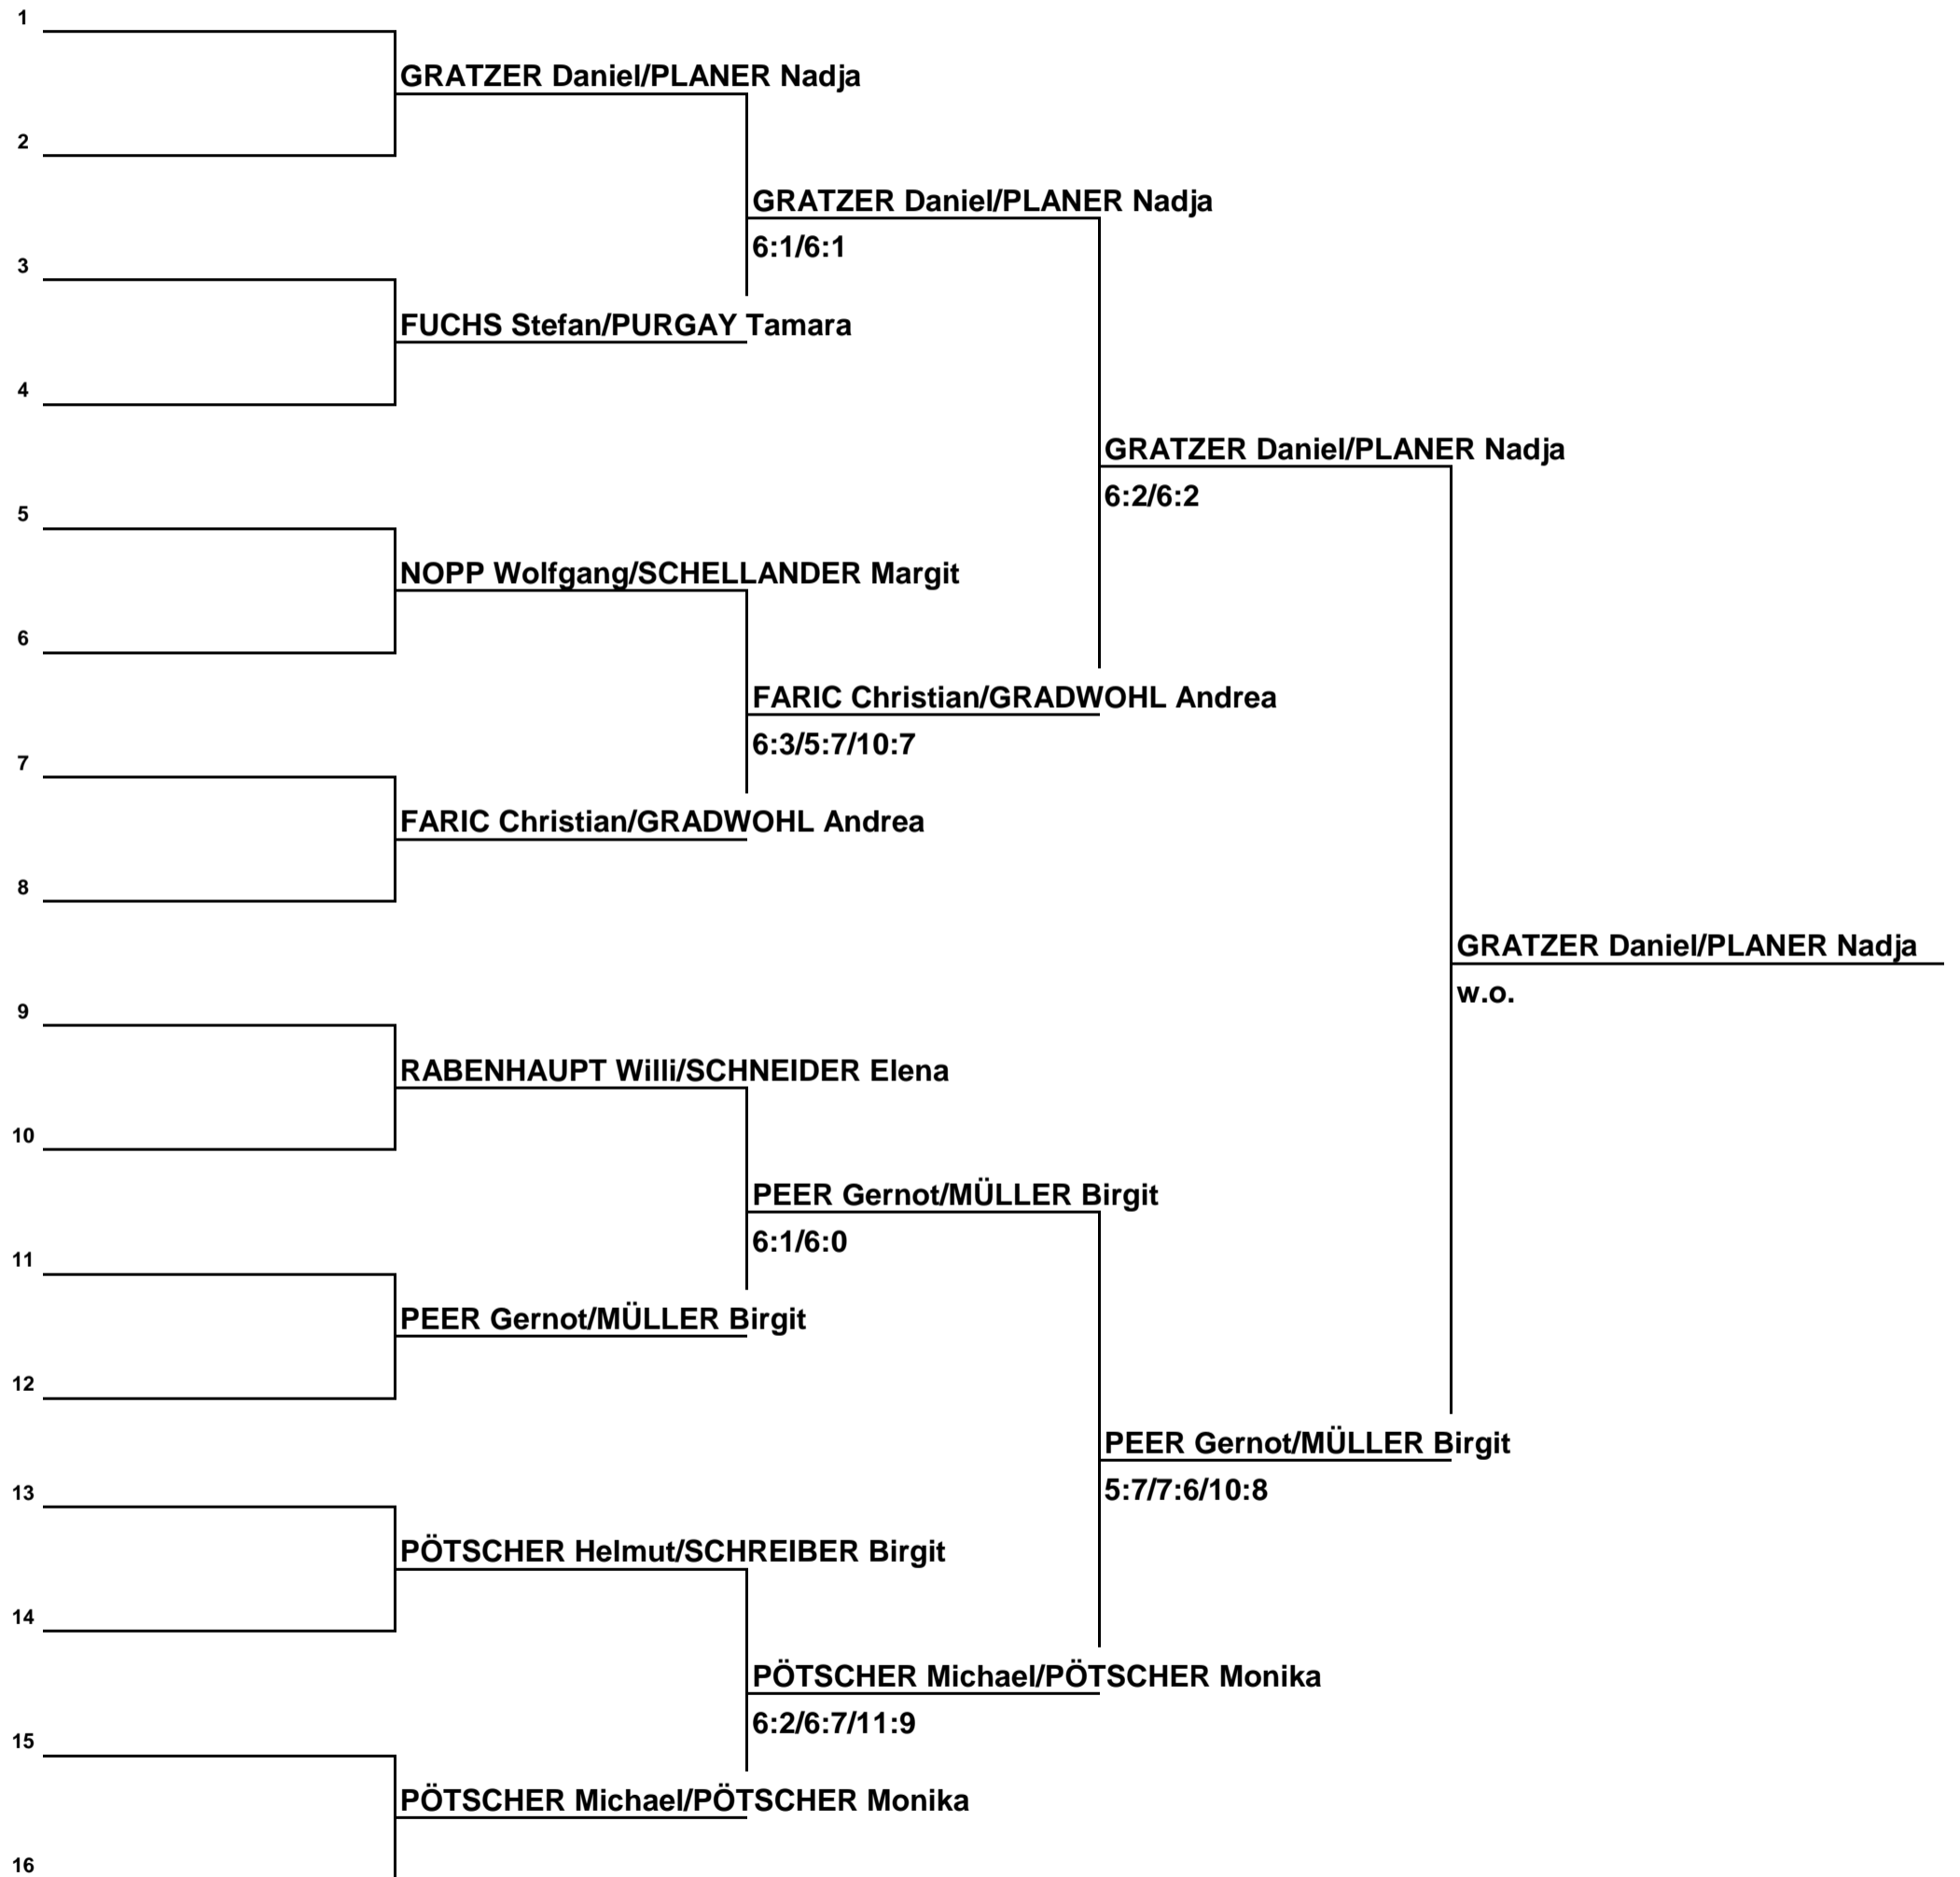 1
GRATZER Daniel/PLANER Nadja
2
GRATZER Daniel/PLANER Nadja
6:1/6:1
3
FUCHS Stefan/PURGAY Tamara
4
GRATZER Daniel/PLANER Nadja
6:2/6:2
5
NOPP Wolfgang/SCHELLANDER Margit
6
FARIC Christian/GRADWOHL Andrea
6:3/5:7/10:7
7
FARIC Christian/GRADWOHL Andrea
8
GRATZER Daniel/PLANER Nadja
w.o.
9
RABENHAUPT Willi/SCHNEIDER Elena
10
PEER Gernot/MÜLLER Birgit
6:1/6:0
11
PEER Gernot/MÜLLER Birgit
12
PEER Gernot/MÜLLER Birgit
5:7/7:6/10:8
13
PÖTSCHER Helmut/SCHREIBER Birgit
14
PÖTSCHER Michael/PÖTSCHER Monika
6:2/6:7/11:9
15
PÖTSCHER Michael/PÖTSCHER Monika
16